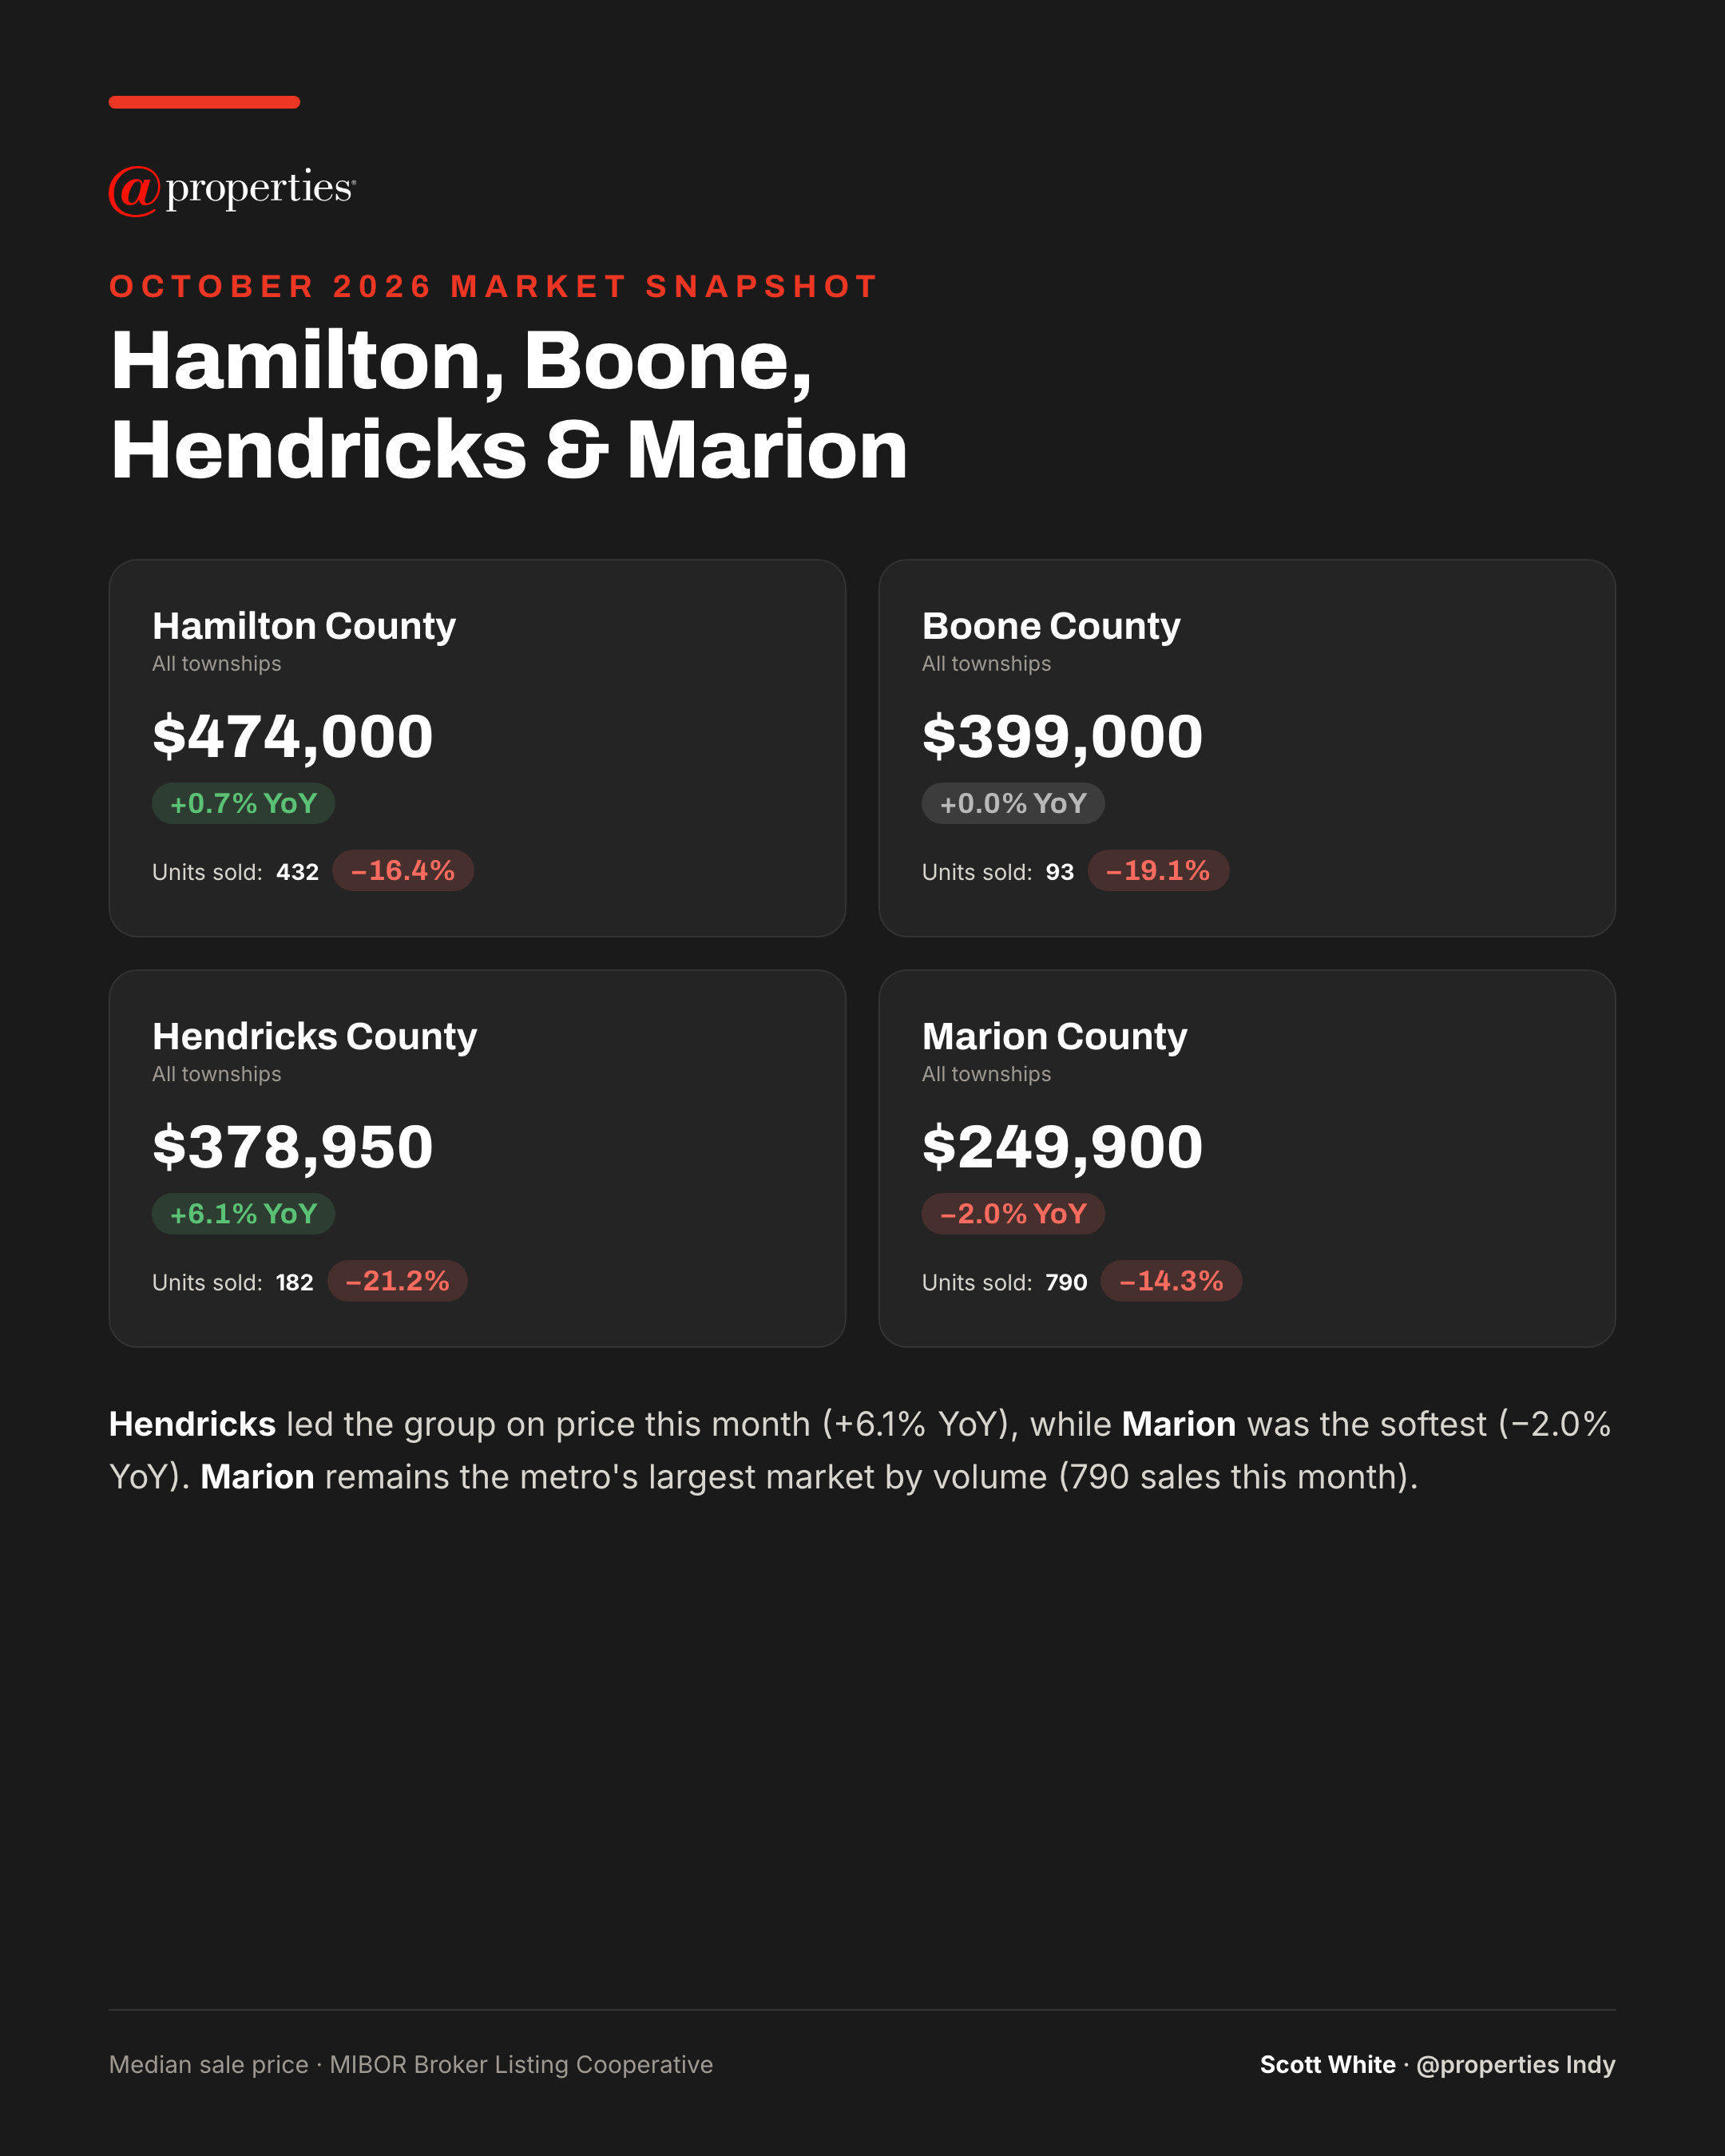 @properties®
OCTOBER 2026 MARKET SNAPSHOT
Hamilton, Boone,
Hendricks & Marion
Hamilton County
All townships
$474,000
+0.7% YoY
Units sold: 432 −16.4%
Boone County
All townships
$399,000
+0.0% YoY
Units sold: 93 −19.1%
Hendricks County
All townships
$378,950
+6.1% YoY
Units sold: 182 −21.2%
Marion County
All townships
$249,900
−2.0% YoY
Units sold: 790 −14.3%
Hendricks led the group on price this month (+6.1% YoY), while Marion was the softest (−2.0%
YoY). Marion remains the metro's largest market by volume (790 sales this month).
Median sale price · MIBOR Broker Listing Cooperative
Scott White · @properties Indy